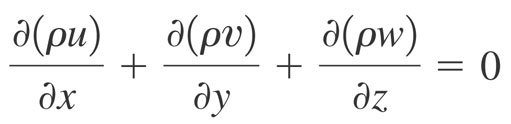 ∂(ρu)/∂x + ∂(ρv)/∂y + ∂(ρw)/∂z = 0